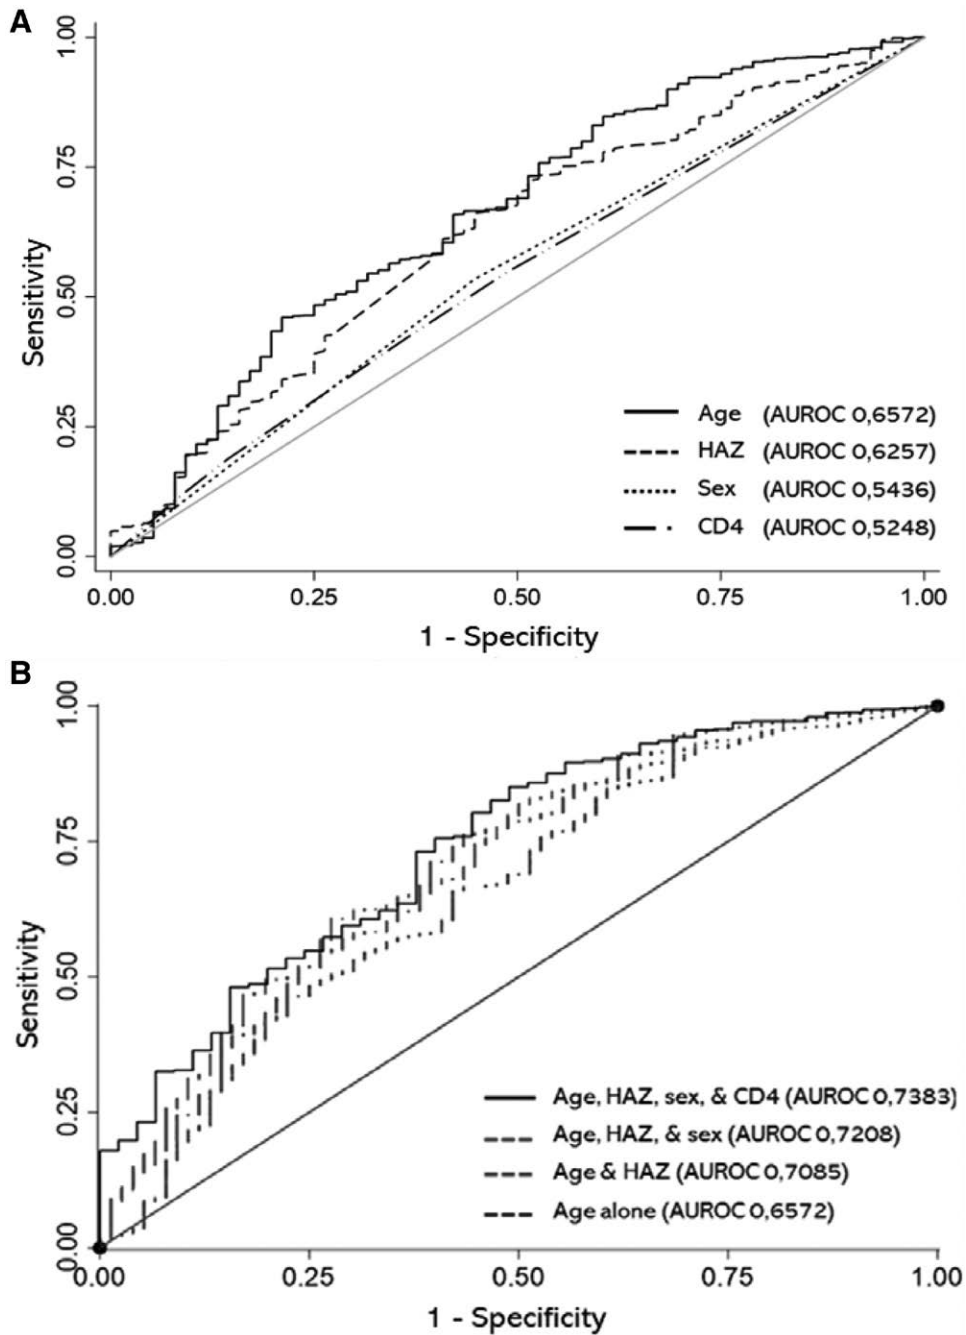 A
1.00
0.75
0.50
0.25
0.00
Sensitivity
Age (AUROC 0,6572)
HAZ (AUROC 0,6257)
Sex (AUROC 0,5436)
CD4 (AUROC 0,5248)
0.00 0.25 0.50 0.75 1.00
1 - Specificity
B
1.00
0.75
0.50
0.25
0.00
Sensitivity
Age, HAZ, sex, & CD4 (AUROC 0,7383)
Age, HAZ, & sex (AUROC 0,7208)
Age & HAZ (AUROC 0,7085)
Age alone (AUROC 0,6572)
0.00 0.25 0.50 0.75 1.00
1 - Specificity